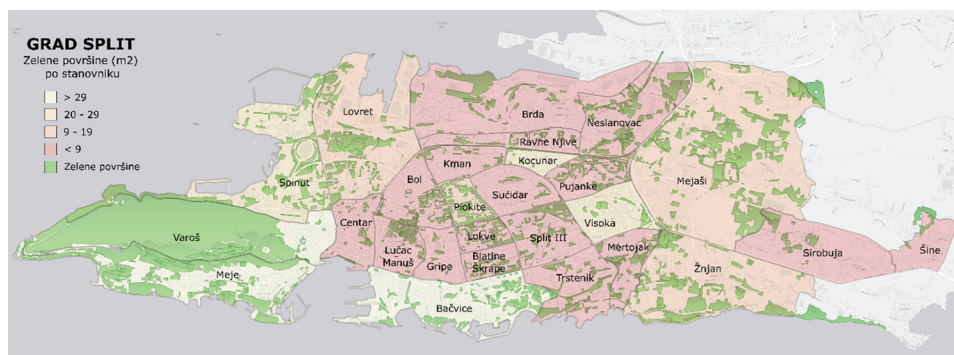 GRAD SPLIT
Zelene površine (m2)
po stanovniku
> 29
20 - 29
9 - 19
< 9
Zelene površine
Lovret
Brda
Neslanovac
Ravne Njive
Kocunar
Kman
Bol
Spinut
Sućidar
Pujanke
Mejaši
Plokite
Visoka
Centar
Varoš
Lokve
Split III
Mertojak
Lučac
Manuš
Gripe
Blatine
Škrape
Trstenik
Žnjan
Sirobuja
Šine
Meje
Bačvice